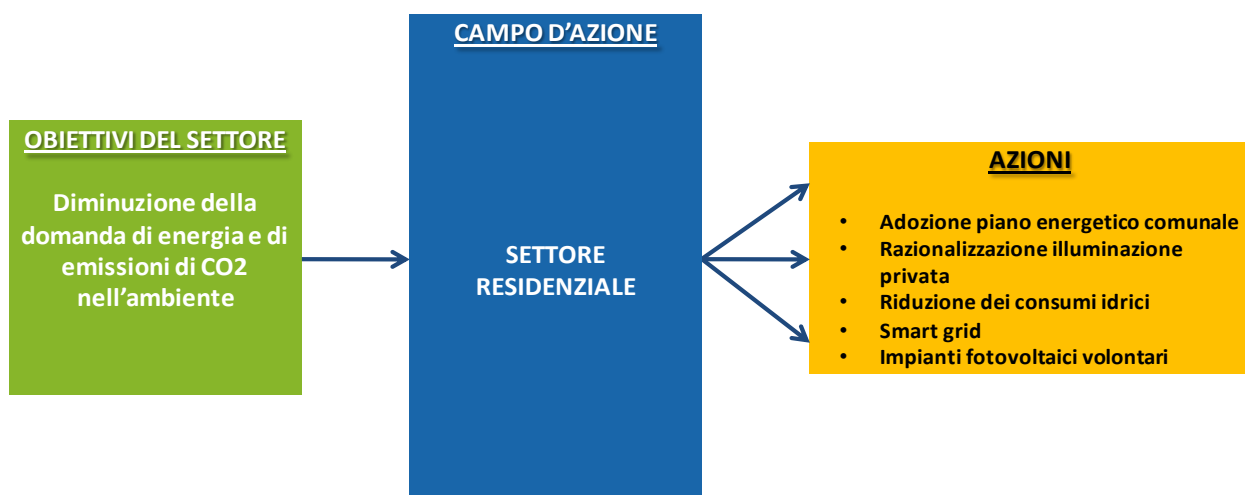 OBIETTIVI DEL SETTORE
Diminuzione della
domanda di energia e di
emissioni di CO2
nell'ambiente
CAMPO D'AZIONE
SETTORE
RESIDENZIALE
AZIONI
• Adozione piano energetico comunale
• Razionalizzazione illuminazione
privata
• Riduzione dei consumi idrici
• Smart grid
• Impianti fotovoltaici volontari